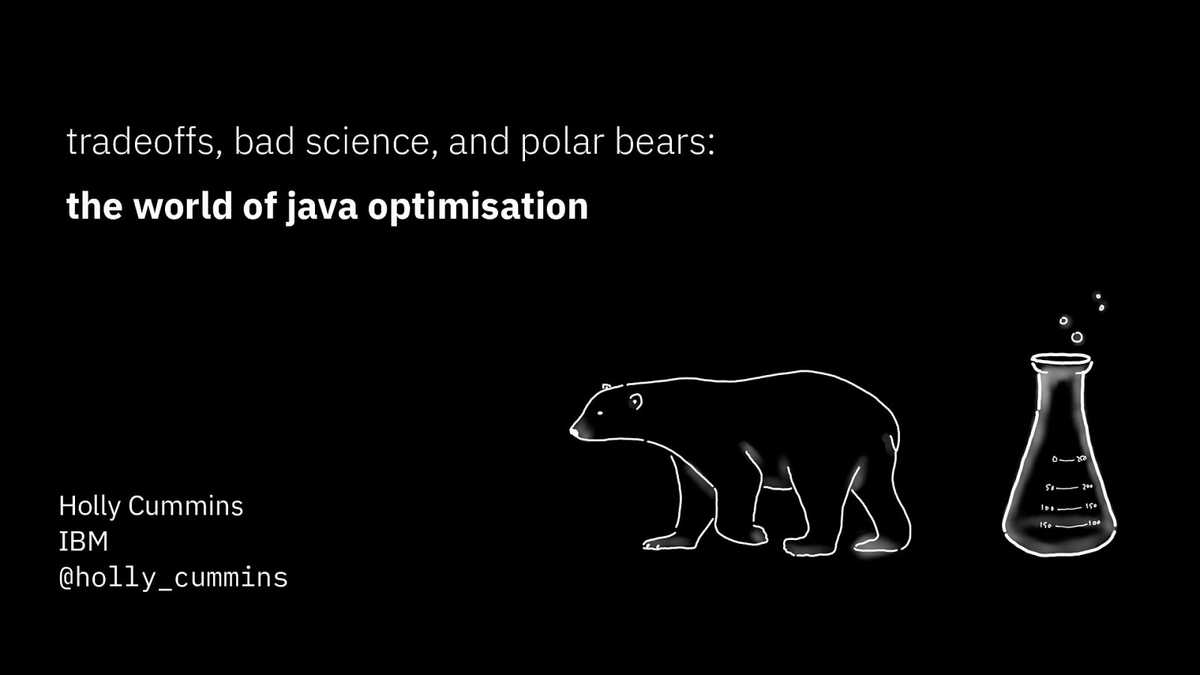 tradeoffs, bad science, and polar bears:
the world of java optimisation
Holly Cummins
IBM
@holly_cummins
0 250
50 200
100 150
150 100